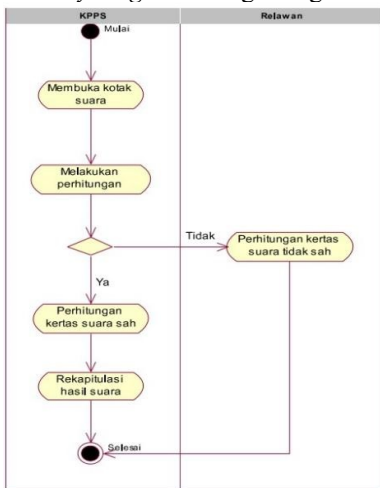 KPPS
Relawan
Mulai
Membuka kotak
suara
Melakukan
perhitungan
Tidak
Perhitungan kertas
suara tidak sah
Ya
Perhitungan
kertas suara sah
Rekapitulasi
hasil suara
Selesai